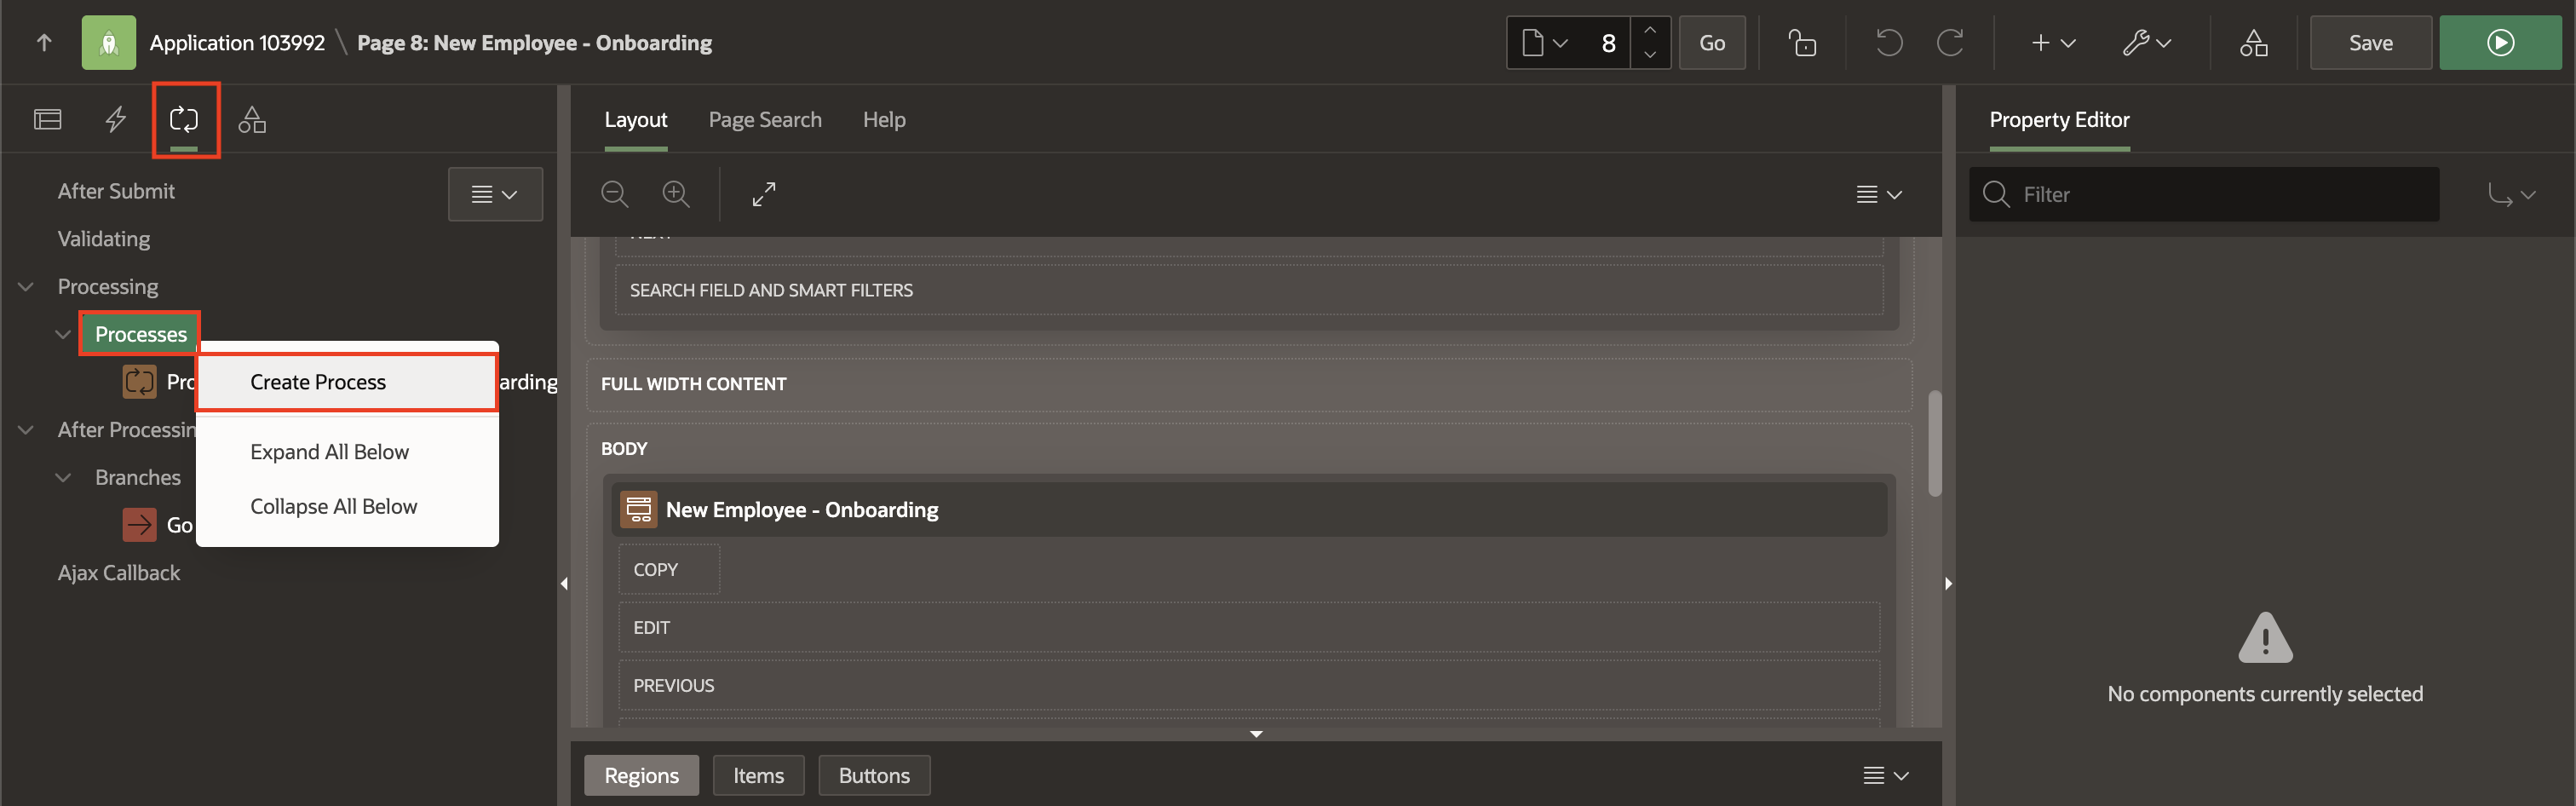 Application 103992 \ Page 8: New Employee - Onboarding
8
Go
Save
After Submit
Validating
Processing
Processes
Pro
arding
Create Process
Expand All Below
Collapse All Below
After Processin
Branches
Go
Ajax Callback
Layout
Page Search
Help
NEXT
SEARCH FIELD AND SMART FILTERS
FULL WIDTH CONTENT
BODY
New Employee - Onboarding
COPY
EDIT
PREVIOUS
Regions
Items
Buttons
Property Editor
Filter
No components currently selected